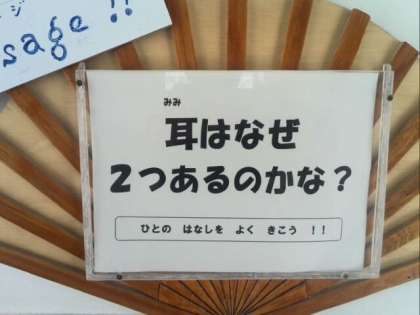 ジ
sage !!
みみ
耳はなぜ
２つあるのかな？
ひとの はなしを よく きこう ！！